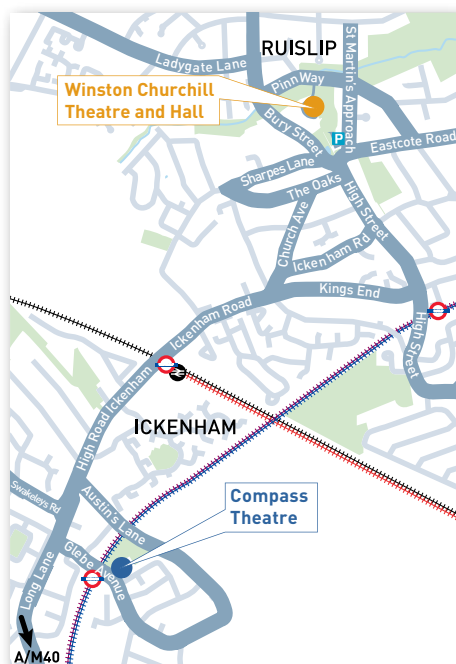 RUISLIP
Ladygate Lane
St Martin's Approach
Pinn Way
Winston Churchill
Theatre and Hall
Bury Street
P
Eastcote Road
Sharpes Lane
The Oaks
High Street
Church Ave
Ickenham Rd
Kings End
Ickenham Road
High Street
High Road Ickenham
ICKENHAM
Swakeleys Rd
Austin's Lane
Compass
Theatre
Glebe Avenue
Long Lane
A/M40